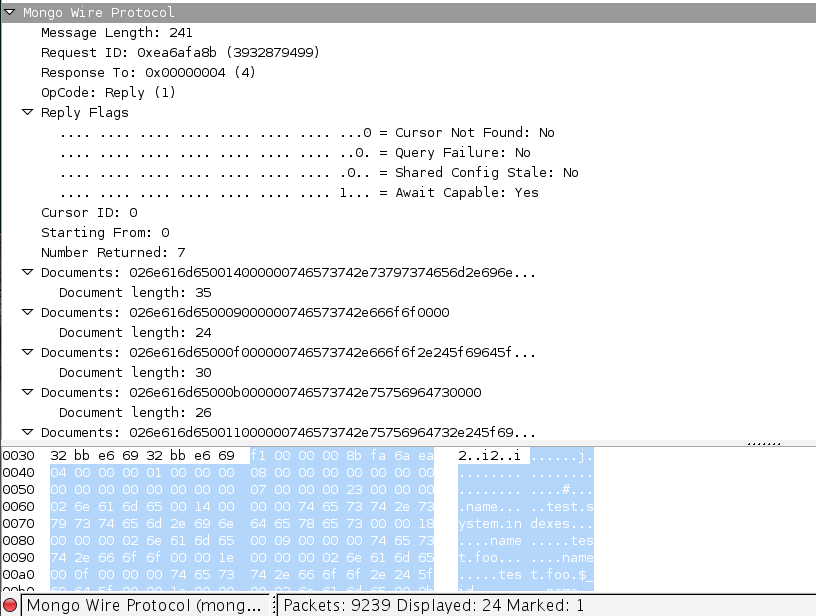 Mongo Wire Protocol
Message Length: 241
Request ID: 0xea6afa8b (3932879499)
Response To: 0x00000004 (4)
OpCode: Reply (1)
Reply Flags
.... .... .... .... .... .... .... ...0 = Cursor Not Found: No
.... .... .... .... .... .... .... ..0. = Query Failure: No
.... .... .... .... .... .... .... .0.. = Shared Config Stale: No
.... .... .... .... .... .... .... 1... = Await Capable: Yes
Cursor ID: 0
Starting From: 0
Number Returned: 7
Documents: 026e616d650014000000746573742e73797374656d2e696e...
Document length: 35
Documents: 026e616d650009000000746573742e666f6f0000
Document length: 24
Documents: 026e616d65000f000000746573742e666f6f2e245f69645f...
Document length: 30
Documents: 026e616d65000b000000746573742e75756964730000
Document length: 26
Documents: 026e616d650011000000746573742e75756964732e245f69...
0030 32 bb e6 69 32 bb e6 69 f1 00 00 00 8b fa 6a ea 2..i2..i ......j.
0040 04 00 00 00 01 00 00 00 08 00 00 00 00 00 00 00 ........ ........
0050 00 00 00 00 00 00 00 00 07 00 00 00 23 00 00 00 ........ ....#...
0060 02 6e 61 6d 65 00 14 00 00 00 74 65 73 74 2e 73 .name... ..test.s
0070 79 73 74 65 6d 2e 69 6e 64 65 78 65 73 00 00 18 ystem.in dexes...
0080 00 00 00 02 6e 61 6d 65 00 09 00 00 00 74 65 73 ....name .....tes
0090 74 2e 66 6f 6f 00 00 1e 00 00 00 02 6e 61 6d 65 t.foo... ....name
00a0 00 0f 00 00 00 74 65 73 74 2e 66 6f 6f 2e 24 5f .....tes t.foo.$_
Mongo Wire Protocol (mong...
Packets: 9239 Displayed: 24 Marked: 1